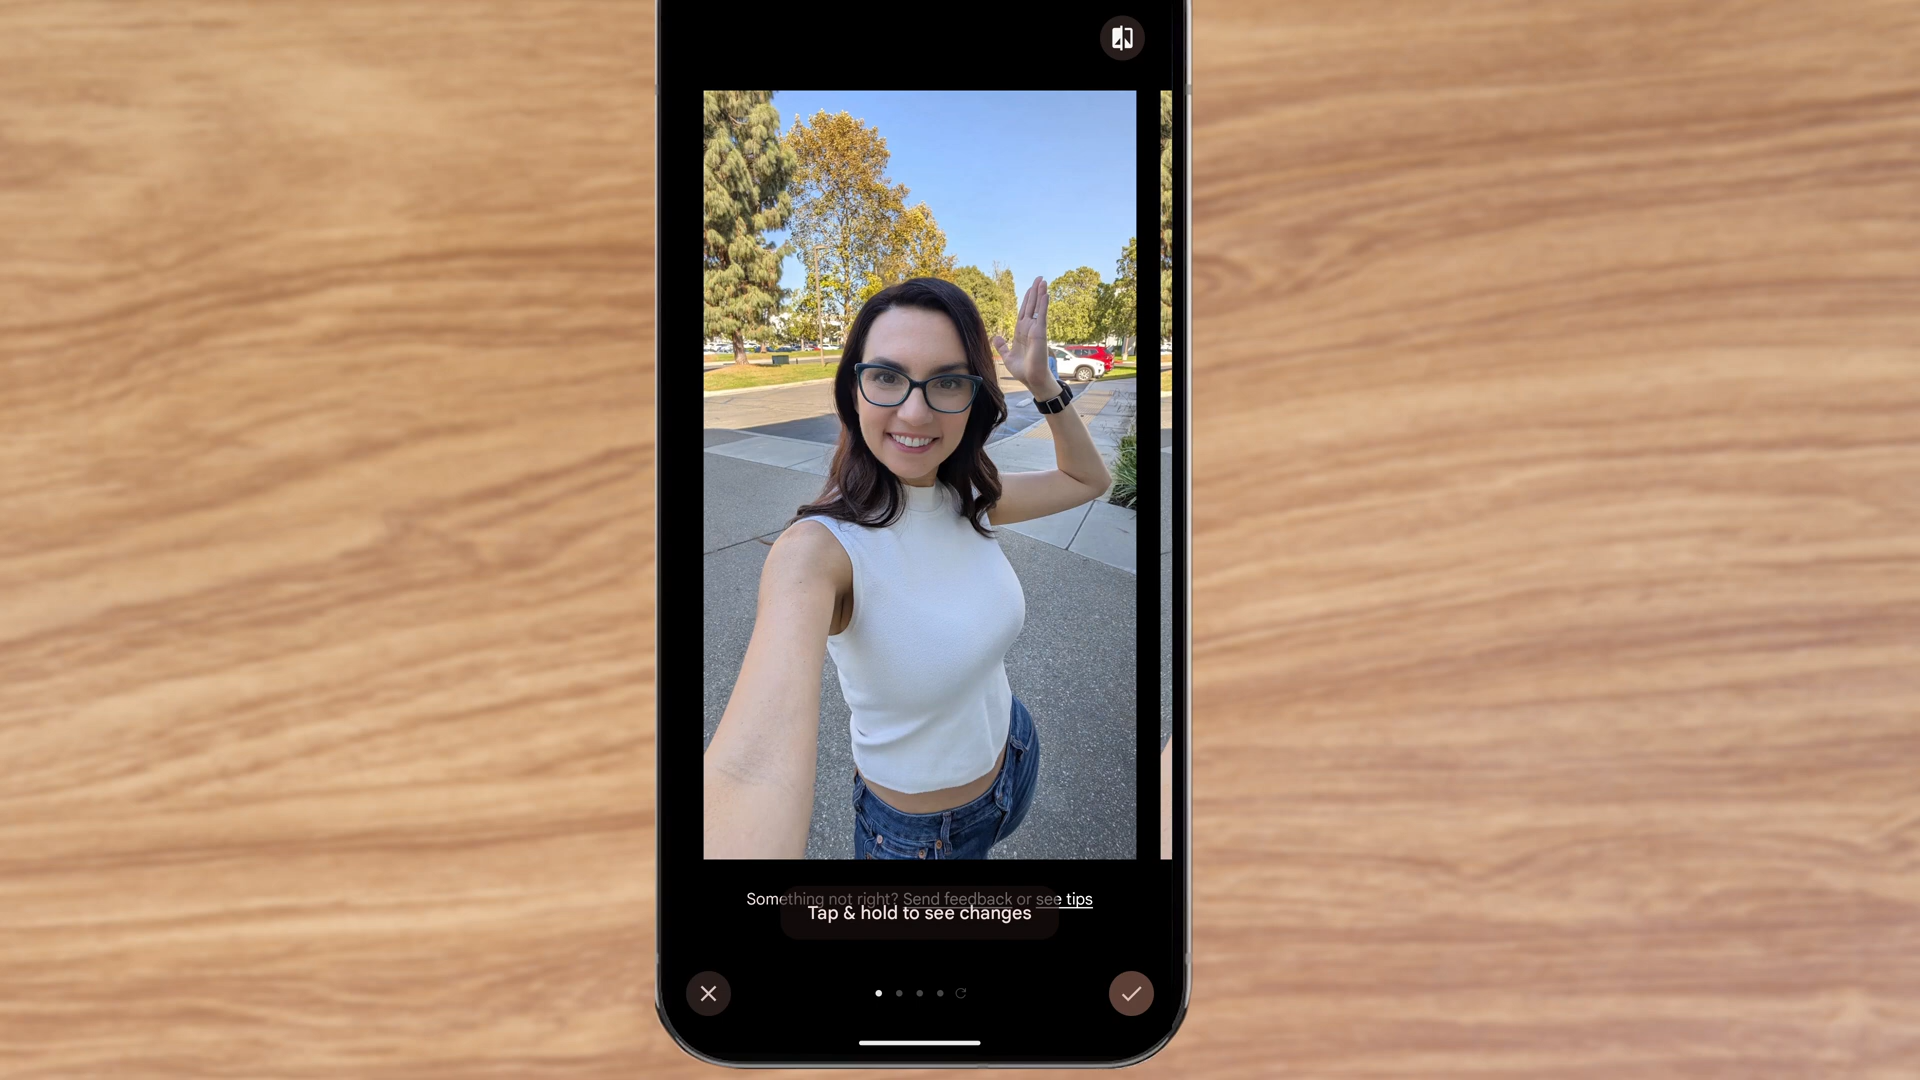 Something not right? Send feedback or see tips
Tap & hold to see changes